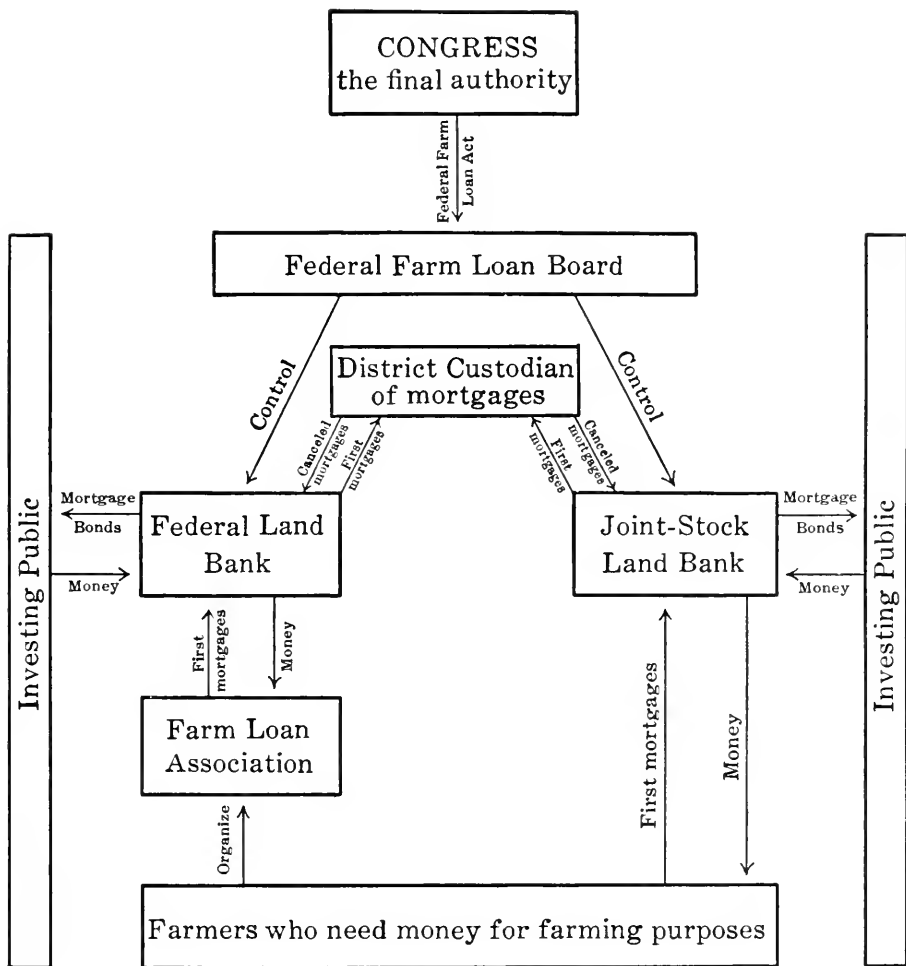 CONGRESS
the final authority
Federal Farm
Loan Act
Federal Farm Loan Board
Control
Control
District Custodian
of mortgages
Canceled
mortgages
First
mortgages
First
mortgages
Canceled
mortgages
Mortgage
Bonds
Money
Federal Land
Bank
Joint-Stock
Land Bank
Mortgage
Bonds
Money
Investing Public
Investing Public
First
mortgages
Money
Farm Loan
Association
First mortgages
Money
Organize
Farmers who need money for farming purposes